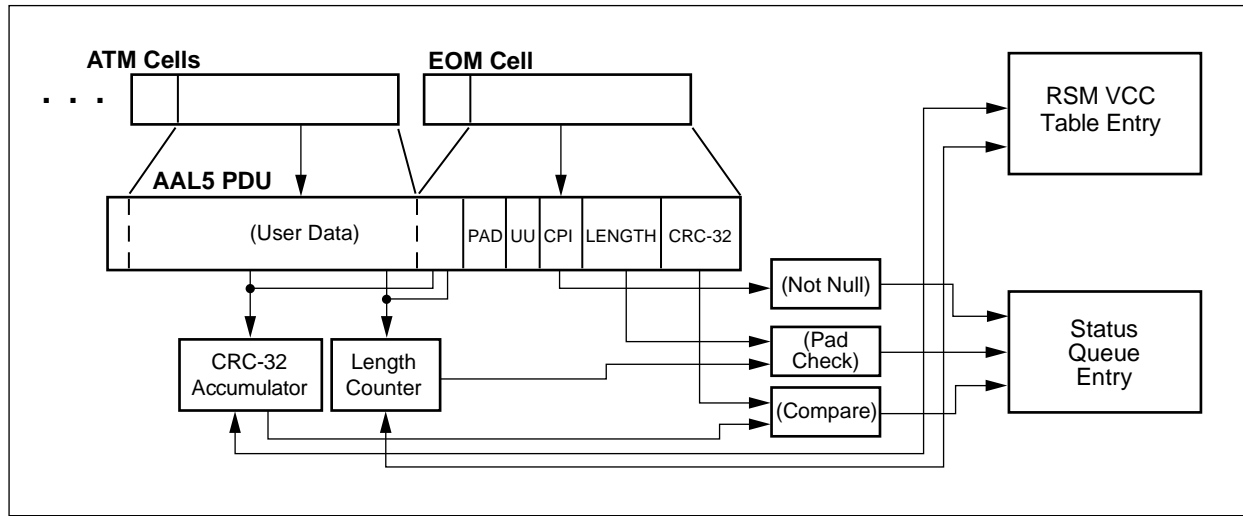 ATM Cells
EOM Cell
. . .
RSM VCC
Table Entry
AAL5 PDU
(User Data)
PAD
UU
CPI
LENGTH
CRC-32
(Not Null)
(Pad
Check)
(Compare)
Status
Queue
Entry
CRC-32
Accumulator
Length
Counter